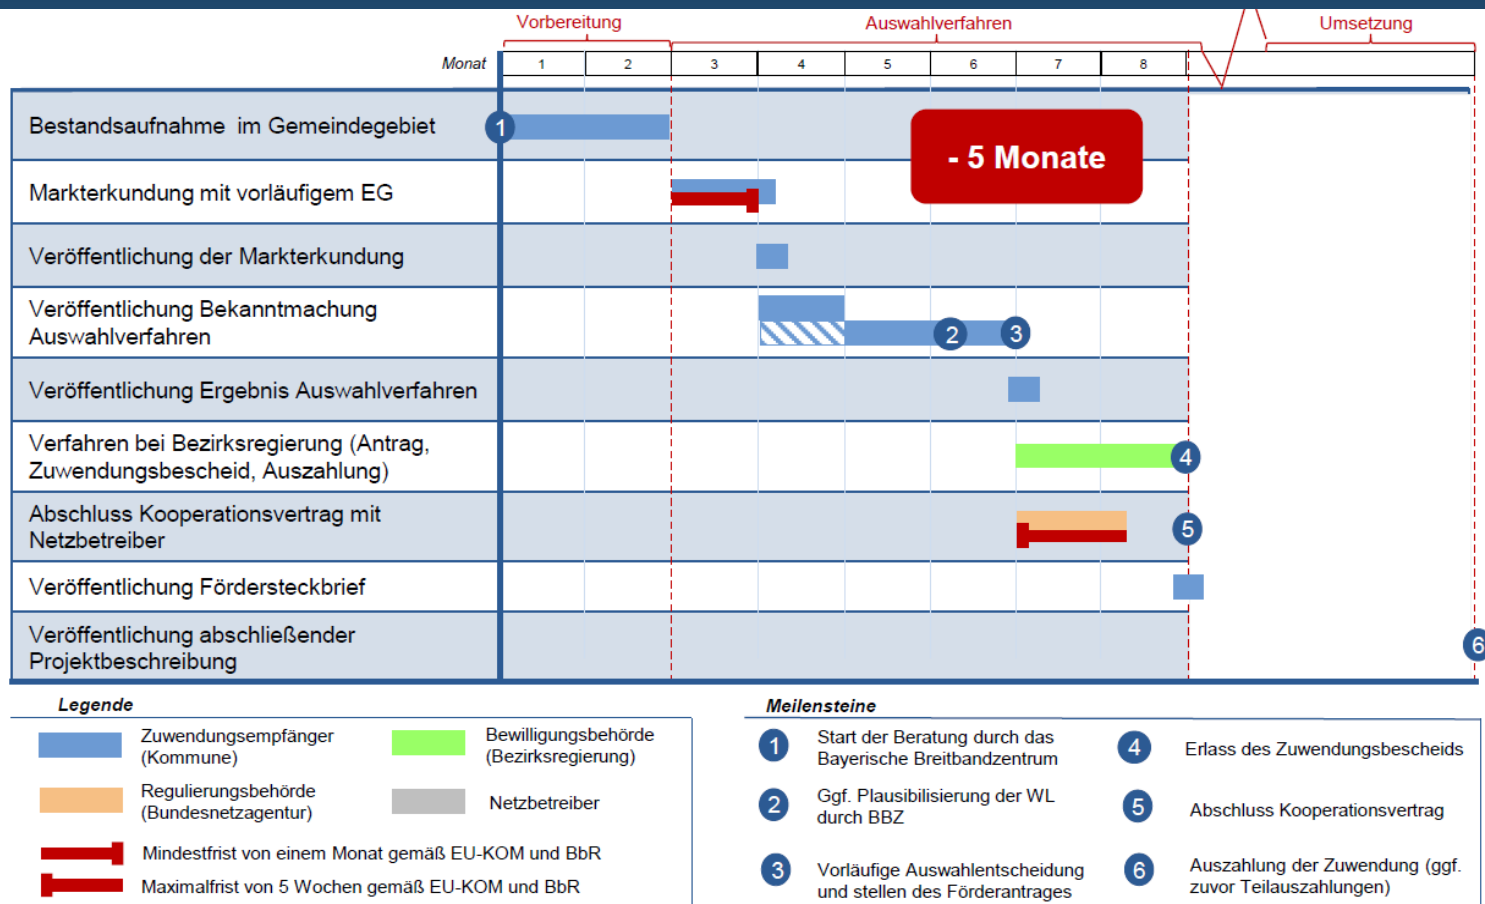 Vorbereitung
Auswahlverfahren
Umsetzung
Monat 1 2 3 4 5 6 7 8
Bestandsaufnahme im Gemeindegebiet
1
- 5 Monate
Markterkundung mit vorläufigem EG
Veröffentlichung der Markterkundung
Veröffentlichung Bekanntmachung
Auswahlverfahren
2
3
Veröffentlichung Ergebnis Auswahlverfahren
Verfahren bei Bezirksregierung (Antrag,
Zuwendungsbescheid, Auszahlung)
4
Abschluss Kooperationsvertrag mit
Netzbetreiber
5
Veröffentlichung Fördersteckbrief
Veröffentlichung abschließender
Projektbeschreibung
6
Legende
Zuwendungsempfänger
(Kommune)
Bewilligungsbehörde
(Bezirksregierung)
Regulierungsbehörde
(Bundesnetzagentur)
Netzbetreiber
Mindestfrist von einem Monat gemäß EU-KOM und BbR
Maximalfrist von 5 Wochen gemäß EU-KOM und BbR
Meilensteine
1 Start der Beratung durch das
Bayerische Breitbandzentrum
2 Ggf. Plausibilisierung der WL
durch BBZ
3 Vorläufige Auswahlentscheidung
und stellen des Förderantrages
4 Erlass des Zuwendungsbescheids
5 Abschluss Kooperationsvertrag
6 Auszahlung der Zuwendung (ggf.
zuvor Teilauszahlungen)